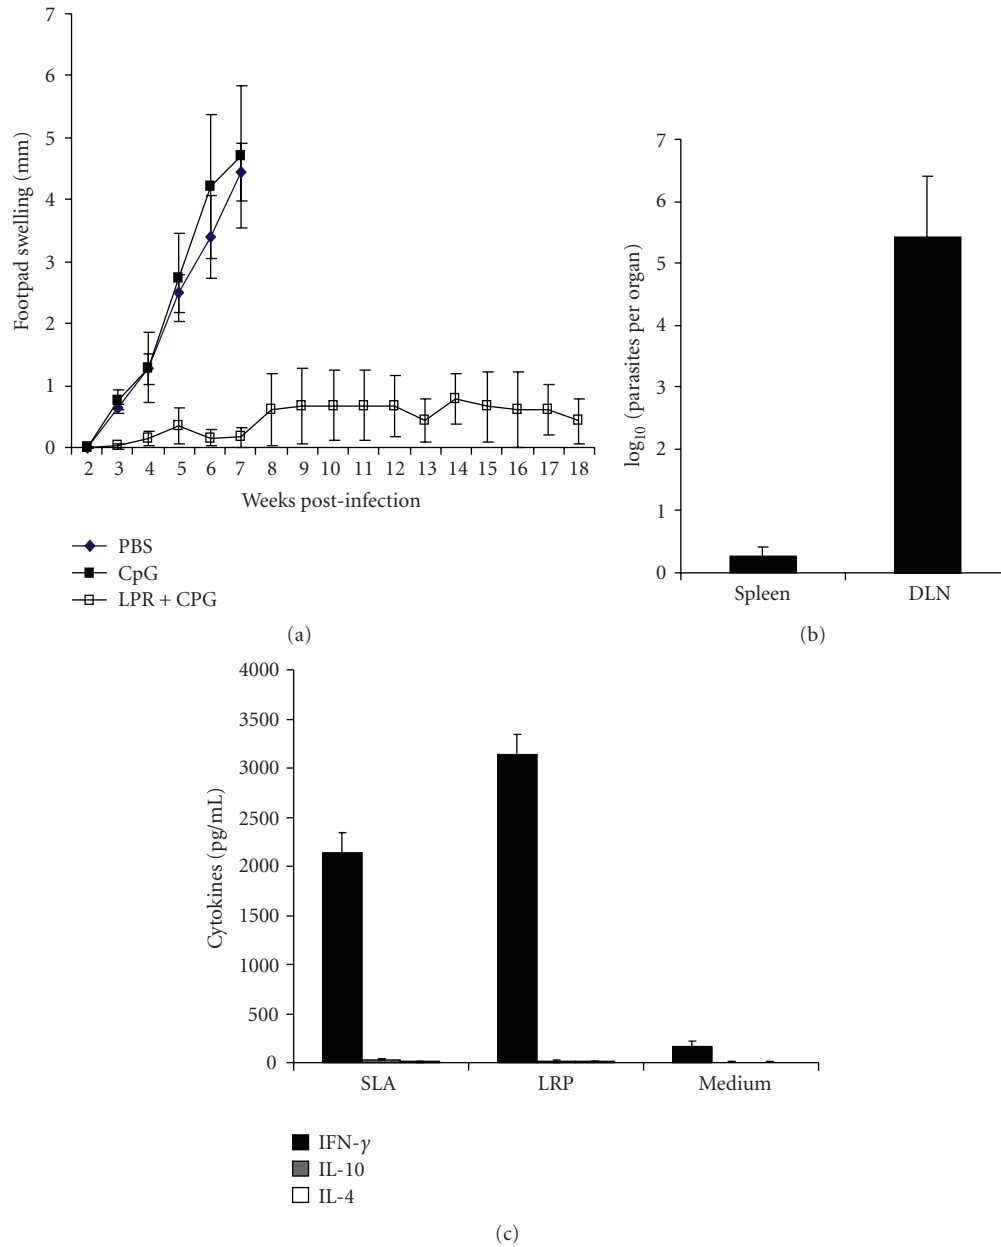 7
6
5
4
3
2
1
0
Footpad swelling (mm)
2 3 4 5 6 7 8 9 10 11 12 13 14 15 16 17 18
Weeks post-infection
PBS
CpG
LPR + CPG
(a)
7
6
5
4
3
2
1
0
log10 (parasites per organ)
Spleen DLN
(b)
4000
3500
3000
2500
2000
1500
1000
500
0
Cytokines (pg/mL)
SLA LRP Medium
IFN-γ
IL-10
IL-4
(c)